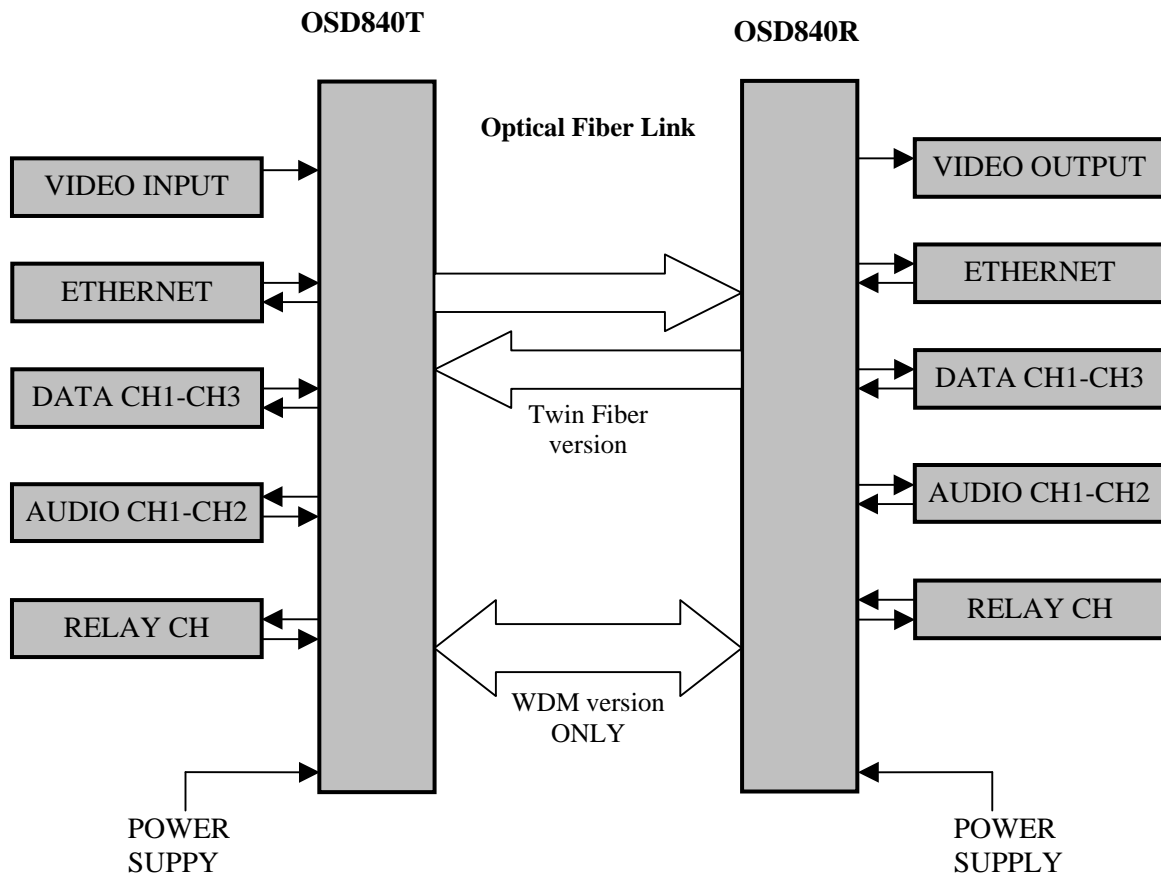 OSD840T
OSD840R
Optical Fiber Link
VIDEO INPUT
VIDEO OUTPUT
ETHERNET
ETHERNET
DATA CH1-CH3
DATA CH1-CH3
Twin Fiber
version
AUDIO CH1-CH2
AUDIO CH1-CH2
RELAY CH
RELAY CH
WDM version
ONLY
POWER
SUPPY
POWER
SUPPLY